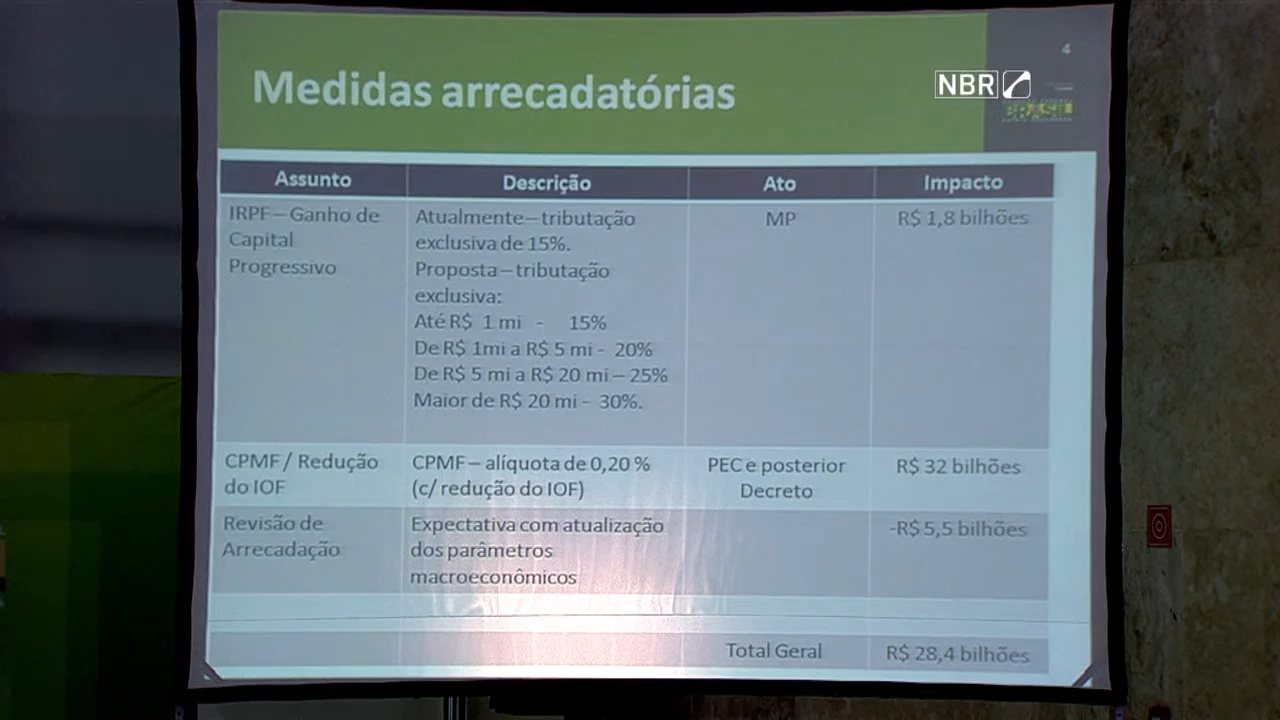 4
Medidas arrecadatórias
NBR
BRASIL
Assunto
Descrição
Ato
Impacto
IRPF – Ganho de
Capital
Progressivo
Atualmente – tributação
exclusiva de 15%.
Proposta – tributação
exclusiva:
Até R$ 1 mi - 15%
De R$ 1mi a R$ 5 mi - 20%
De R$ 5 mi a R$ 20 mi – 25%
Maior de R$ 20 mi - 30%.
MP
R$ 1,8 bilhões
CPMF / Redução
do IOF
CPMF – alíquota de 0,20 %
(c/ redução do IOF)
PEC e posterior
Decreto
R$ 32 bilhões
Revisão de
Arrecadação
Expectativa com atualização
dos parâmetros
macroeconômicos
-R$ 5,5 bilhões
Total Geral
R$ 28,4 bilhões